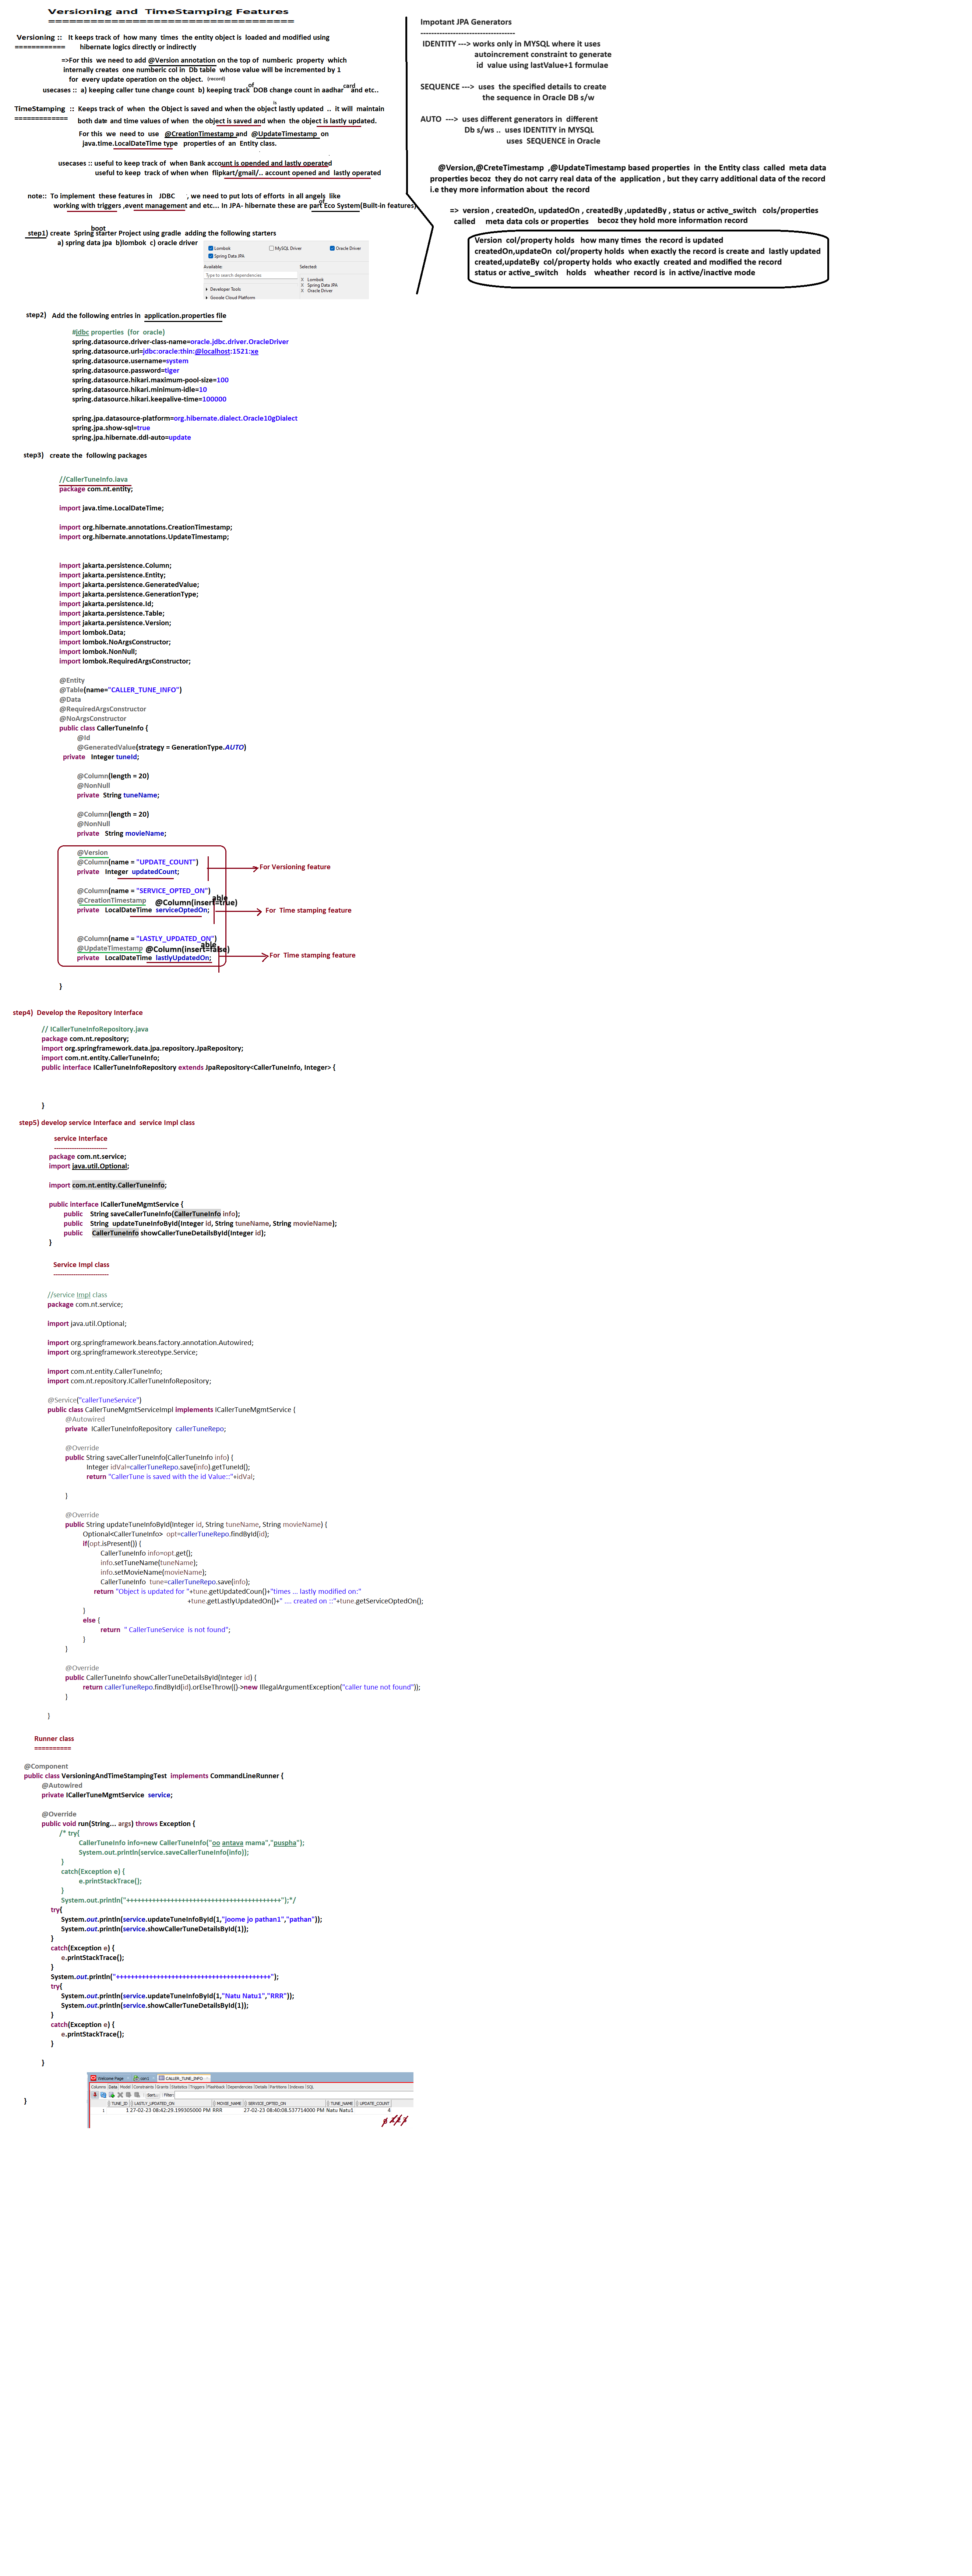 Versioning and TimeStamping Features
====================================
Versioning :: It keeps track of how many times the entity object is loaded and modified using
============ hibernate logics directly or indirectly
=>For this we need to add @Version annotation on the top of numberic property which
internally creates one numberic col in Db table whose value will be incremented by 1
for every update operation on the object. (record)
usecases :: a) keeping caller tune change count b) keeping track of DOB change count in aadhar card and etc..
TimeStamping :: Keeps track of when the Object is saved and when the object is lastly updated .. it will maintain
============= both date and time values of when the object is saved and when the object is lastly updated.
For this we need to use @CreationTimestamp and @UpdateTimestamp on
java.time.LocalDateTime type properties of an Entity class.
usecases :: useful to keep track of when Bank account is opended and lastly operated
useful to keep track of when when flipkart/gmail/.. account opened and lastly operated
note:: To implement these features in JDBC , we need to put lots of efforts in all angels like
working with triggers ,event management and etc... In JPA- hibernate these are part of Eco System(Built-in features)
step1) create Spring boot starter Project using gradle adding the following starters
a) spring data jpa b)lombok c) oracle driver
Lombok MySQL Driver Oracle Driver
Spring Data JPA
Available: Selected:
Type to search dependencies
X Lombok
X Spring Data JPA
Developer Tools X Oracle Driver
Google Cloud Platform
step2) Add the following entries in application.properties file
#jdbc properties (for oracle)
spring.datasource.driver-class-name=oracle.jdbc.driver.OracleDriver
spring.datasource.url=jdbc:oracle:thin:@localhost:1521:xe
spring.datasource.username=system
spring.datasource.password=tiger
spring.datasource.hikari.maximum-pool-size=100
spring.datasource.hikari.minimum-idle=10
spring.datasource.hikari.keepalive-time=100000
spring.jpa.datasource-platform=org.hibernate.dialect.Oracle10gDialect
spring.jpa.show-sql=true
spring.jpa.hibernate.ddl-auto=update
step3) create the following packages
//CallerTuneInfo.java
package com.nt.entity;
import java.time.LocalDateTime;
import org.hibernate.annotations.CreationTimestamp;
import org.hibernate.annotations.UpdateTimestamp;
import jakarta.persistence.Column;
import jakarta.persistence.Entity;
import jakarta.persistence.GeneratedValue;
import jakarta.persistence.GenerationType;
import jakarta.persistence.Id;
import jakarta.persistence.Table;
import jakarta.persistence.Version;
import lombok.Data;
import lombok.NoArgsConstructor;
import lombok.NonNull;
import lombok.RequiredArgsConstructor;
@Entity
@Table(name="CALLER_TUNE_INFO")
@Data
@RequiredArgsConstructor
@NoArgsConstructor
public class CallerTuneInfo {
@Id
@GeneratedValue(strategy = GenerationType.AUTO)
private Integer tuneId;
@Column(length = 20)
@NonNull
private String tuneName;
@Column(length = 20)
@NonNull
private String movieName;
@Version
@Column(name = "UPDATE_COUNT")
private Integer updatedCount;
For Versioning feature
@Column(name = "SERVICE_OPTED_ON")
@CreationTimestamp @Column(insertable=true)
private LocalDateTime serviceOptedOn;
For Time stamping feature
@Column(name = "LASTLY_UPDATED_ON")
@UpdateTimestamp @Column(insertable=false)
private LocalDateTime lastlyUpdatedOn;
For Time stamping feature
}
step4) Develop the Repository Interface
// ICallerTuneInfoRepository.java
package com.nt.repository;
import org.springframework.data.jpa.repository.JpaRepository;
import com.nt.entity.CallerTuneInfo;
public interface ICallerTuneInfoRepository extends JpaRepository<CallerTuneInfo, Integer> {
}
step5) develop service Interface and service Impl class
service Interface
-------------------------
package com.nt.service;
import java.util.Optional;
import com.nt.entity.CallerTuneInfo;
public interface ICallerTuneMgmtService {
public String saveCallerTuneInfo(CallerTuneInfo info);
public String updateTuneInfoById(Integer id, String tuneName, String movieName);
public CallerTuneInfo showCallerTuneDetailsById(Integer id);
}
Service Impl class
--------------------------
//service Impl class
package com.nt.service;
import java.util.Optional;
import org.springframework.beans.factory.annotation.Autowired;
import org.springframework.stereotype.Service;
import com.nt.entity.CallerTuneInfo;
import com.nt.repository.ICallerTuneInfoRepository;
@Service("callerTuneService")
public class CallerTuneMgmtServiceImpl implements ICallerTuneMgmtService {
@Autowired
private ICallerTuneInfoRepository callerTuneRepo;
@Override
public String saveCallerTuneInfo(CallerTuneInfo info) {
Integer idVal=callerTuneRepo.save(info).getTuneId();
return "CallerTune is saved with the id Value::"+idVal;
}
@Override
public String updateTuneInfoById(Integer id, String tuneName, String movieName) {
Optional<CallerTuneInfo> opt=callerTuneRepo.findById(id);
if(opt.isPresent()) {
CallerTuneInfo info=opt.get();
info.setTuneName(tuneName);
info.setMovieName(movieName);
CallerTuneInfo tune=callerTuneRepo.save(info);
return "Object is updated for "+tune.getUpdatedCoun()+"times ... lastly modified on:"
+tune.getLastlyUpdatedOn()+" .... created on ::"+tune.getServiceOptedOn();
}
else {
return " CallerTuneService is not found";
}
}
@Override
public CallerTuneInfo showCallerTuneDetailsById(Integer id) {
return callerTuneRepo.findById(id).orElseThrow(()->new IllegalArgumentException("caller tune not found"));
}
}
Runner class
==========
@Component
public class VersioningAndTimeStampingTest implements CommandLineRunner {
@Autowired
private ICallerTuneMgmtService service;
@Override
public void run(String... args) throws Exception {
/* try{
CallerTuneInfo info=new CallerTuneInfo("oo antava mama","puspha");
System.out.println(service.saveCallerTuneInfo(info));
}
catch(Exception e) {
e.printStackTrace();
}
System.out.println("++++++++++++++++++++++++++++++++++++++++++");*/
try{
System.out.println(service.updateTuneInfoById(1,"joome jo pathan1","pathan"));
System.out.println(service.showCallerTuneDetailsById(1));
}
catch(Exception e) {
e.printStackTrace();
}
System.out.println("++++++++++++++++++++++++++++++++++++++++++");
try{
System.out.println(service.updateTuneInfoById(1,"Natu Natu1","RRR"));
System.out.println(service.showCallerTuneDetailsById(1));
}
catch(Exception e) {
e.printStackTrace();
}
}
}
Welcome Page CALLER_TUNE_INFO
Columns Data Model Constraints Grants Statistics Triggers Flashback Dependencies Details Partitions Indexes SQL
Sort.. Filter:
TUNE_ID LASTLY_UPDATED_ON MOVIE_NAME SERVICE_OPTED_ON TUNE_NAME UPDATE_COUNT
1 1 27-02-23 08:42:29.199305000 PM RRR 27-02-23 08:40:08.537714000 PM Natu Natu1 4
Impotant JPA Generators
-----------------------------------
IDENTITY ---> works only in MYSQL where it uses
autoincrement constraint to generate
id value using lastValue+1 formulae
SEQUENCE ---> uses the specified details to create
the sequence in Oracle DB s/w
AUTO ---> uses different generators in different
Db s/ws .. uses IDENTITY in MYSQL
uses SEQUENCE in Oracle
@Version,@CreteTimestamp ,@UpdateTimestamp based properties in the Entity class called meta data
properties becoz they do not carry real data of the application , but they carry additional data of the record
i.e they more information about the record
=> version , createdOn, updatedOn , createdBy ,updatedBy , status or active_switch cols/properties
called meta data cols or properties becoz they hold more information record
Version col/property holds how many times the record is updated
createdOn,updateOn col/property holds when exactly the record is create and lastly updated
created,updateBy col/property holds who exactly created and modified the record
status or active_switch holds wheather record is in active/inactive mode